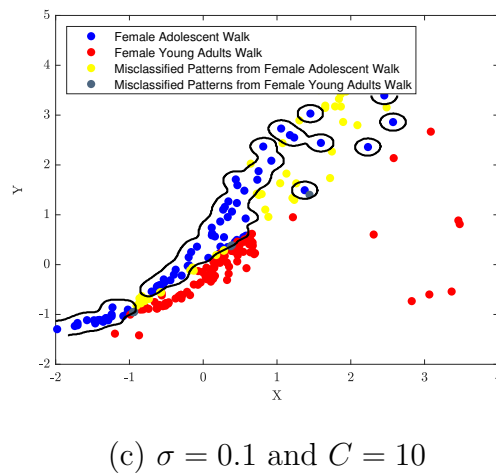 5
Female Adolescent Walk
Female Young Adults Walk
4
Misclassified Patterns from Female Adolescent Walk
Misclassified Patterns from Female Young Adults Walk
3
2
Y
1
0
-1
-2
-2 -1 0 1 2 3 4
X
(c) σ = 0.1 and C = 10